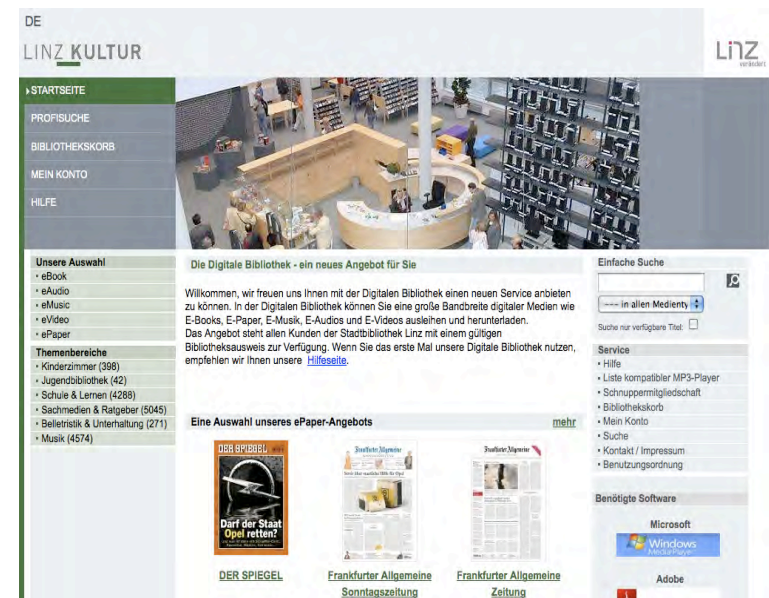 DE
LINZ KULTUR
Linz
verändert
STARTSEITE
PROFISUCHE
BIBLIOTHEKSKORB
MEIN KONTO
HILFE
Unsere Auswahl
• eBook
• eAudio
• eMusic
• eVideo
• ePaper
Themenbereiche
• Kinderzimmer (398)
• Jugendbibliothek (42)
• Schule & Lernen (4288)
• Sachmedien & Ratgeber (5045)
• Belletristik & Unterhaltung (271)
• Musik (4574)
Die Digitale Bibliothek - ein neues Angebot für Sie
Willkommen, wir freuen uns Ihnen mit der Digitalen Bibliothek einen neuen Service anbieten
zu können. In der Digitalen Bibliothek können Sie eine große Bandbreite digitaler Medien wie
E-Books, E-Paper, E-Musik, E-Audios und E-Videos ausleihen und herunterladen.
Das Angebot steht allen Kunden der Stadtbibliothek Linz mit einem gültigen
Bibliotheksausweis zur Verfügung. Wenn Sie das erste Mal unsere Digitale Bibliothek nutzen,
empfehlen wir Ihnen unsere Hilfeseite.
Eine Auswahl unseres ePaper-Angebots
mehr
DER SPIEGEL
Darf der Staat
Opel retten?
Frankfurter Allgemeine
Frankfurter Allgemeine
DER SPIEGEL
Frankfurter Allgemeine
Sonntagszeitung
Frankfurter Allgemeine
Zeitung
Einfache Suche
--- in allen Medienty
Suche nur verfügbare Titel:
Service
• Hilfe
• Liste kompatibler MP3-Player
• Schnuppermitgliedschaft
• Bibliothekskorb
• Mein Konto
• Suche
• Kontakt / Impressum
• Benutzungsordnung
Benötigte Software
Microsoft
Windows
Media Player
Adobe